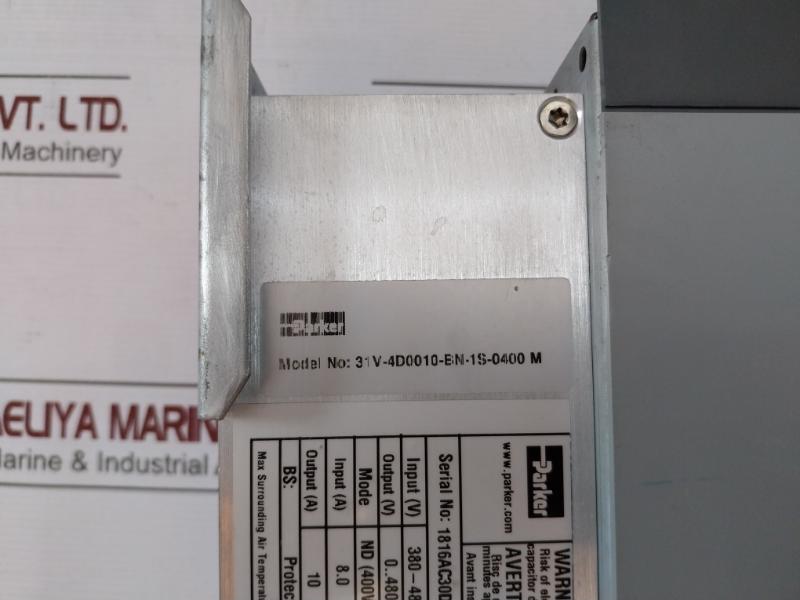 VT. LTD.
Machinery
Parker
Model No: 31V-4D0010-BN-1S-0400 M
AELIYA MARIN
arine & Industrial
Parker
www.parker.com
Serial No: 1816AC30D
Input (V) 380-48
Output (V) 0..480
Mode ND (400V
Input (A) 8.0
Output (A) 10
BS: Protec
Max Surrounding Air Temperat
WARN
Risk of ele
capacitor d
AVERT
Risç de
minutes a
Avant in